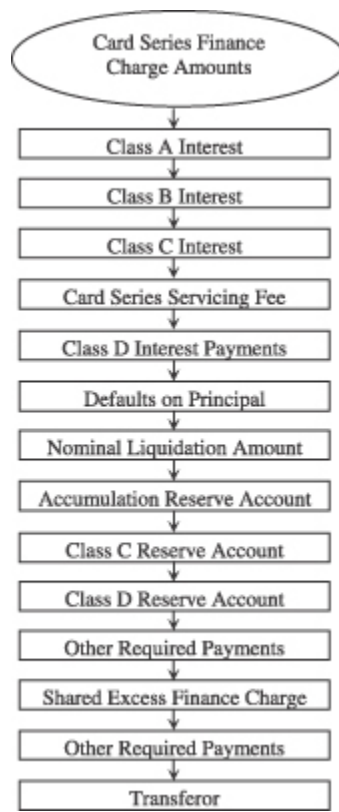 Card Series Finance
Charge Amounts
Class A Interest
Class B Interest
Class C Interest
Card Series Servicing Fee
Class D Interest Payments
Defaults on Principal
Nominal Liquidation Amount
Accumulation Reserve Account
Class C Reserve Account
Class D Reserve Account
Other Required Payments
Shared Excess Finance Charge
Other Required Payments
Transferor